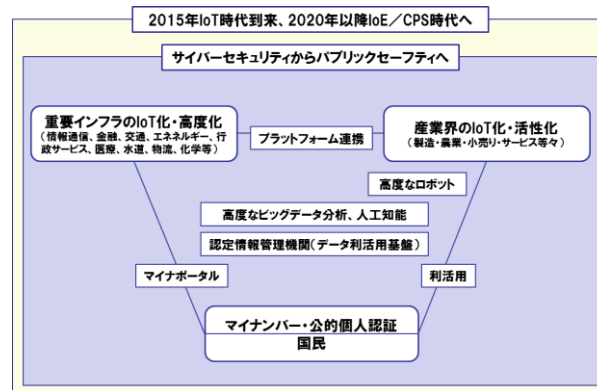 2015年IoT時代到来、2020年以降IoE／CPS時代へ
サイバーセキュリティからパブリックセーフティへ
重要インフラのIoT化・高度化
（情報通信、金融、交通、エネネルギー、行
政サービス、医療、水道、物流、化学等）
プラットフォーム連携
産業界のIoT化・活性化
（製造・農業・小売り・サービス等々）
高度なロボット
高度なビッグデータ分析、人工知能
認定情報管理機関（データ利活用基盤）
マイナポータル
利活用
マイナンバー・公的個人認証
国民